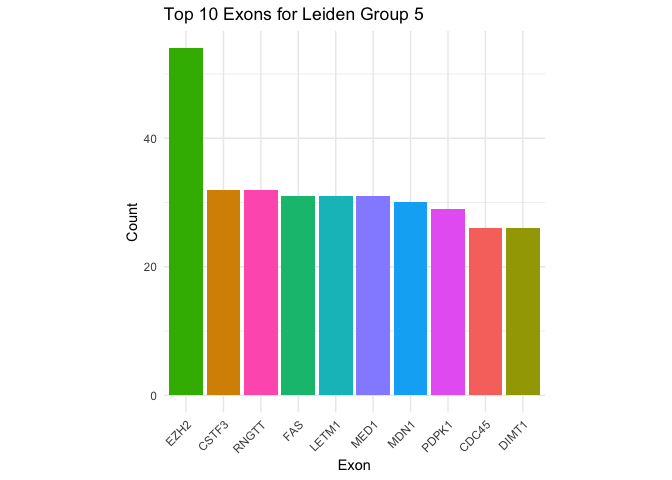 Top 10 Exons for Leiden Group 5
Count
40
20
0
EZH2
CSTF3
RNGTT
FAS
LETM1
MED1
MDN1
PDPK1
CDC45
DIMT1
Exon